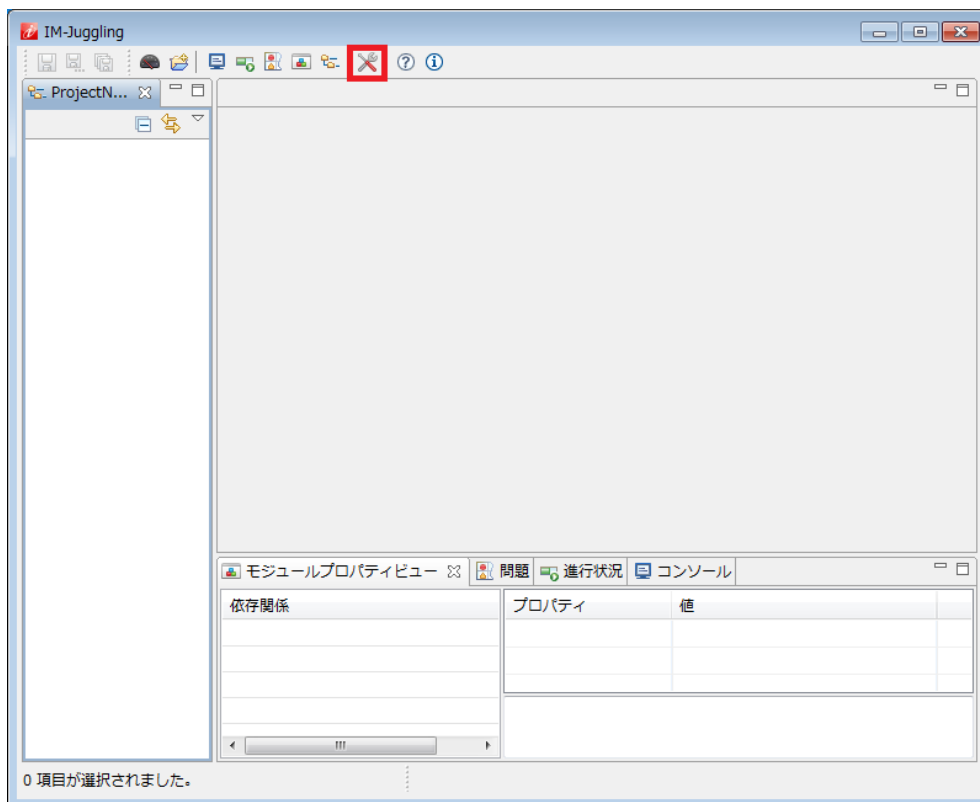 IM-Juggling
ProjectN...
モジュールプロパティビュー 問題 進行状況 コンソール
依存関係 プロパティ 値
0 項目が選択されました。